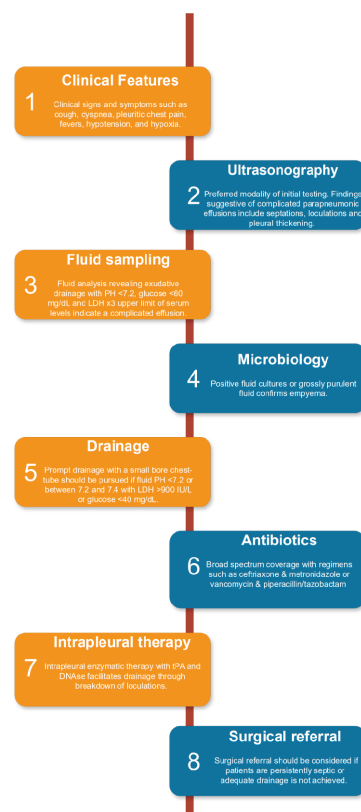 Clinical Features
1
Clinical signs and symptoms such as
cough, cyspnea, pleuritic chest pain,
fevers, hypotension, and hypoxia.
Ultrasonography
2
Preferred modality of initial testing. Findings
suggestive of complicated parapneumonic
effusions include septations, loculations and
pleural thickening.
Fluid sampling
3
Fluid analysis revealing exudative
drainage with PH <7.2, glucose <60
mg/dL and LDH x3 upper limit of serum
levels indicate a complicated effusion.
Microbiology
4
Positive fluid cultures or grossly purulent
fluid confirms empyema.
Drainage
5
Prompt drainage with a small bore chest-
tube should be pursued if fluid PH <7.2 or
between 7.2 and 7.4 with LDH >900 IU/L
or glucose <40 mg/dL.
Antibiotics
6
Broad spectrum coverage with regimens
such as ceftriaxone & metronidazole or
vancomycin & piperacillin/tazobactam
Intrapleural therapy
7
Intrapleural enzymatic therapy with tPA and
DNAse facilitates drainage through
breakdown of loculations.
Surgical referral
8
Surgical referral should be considered if
patients are persistently septic or
adequate drainage is not achieved.